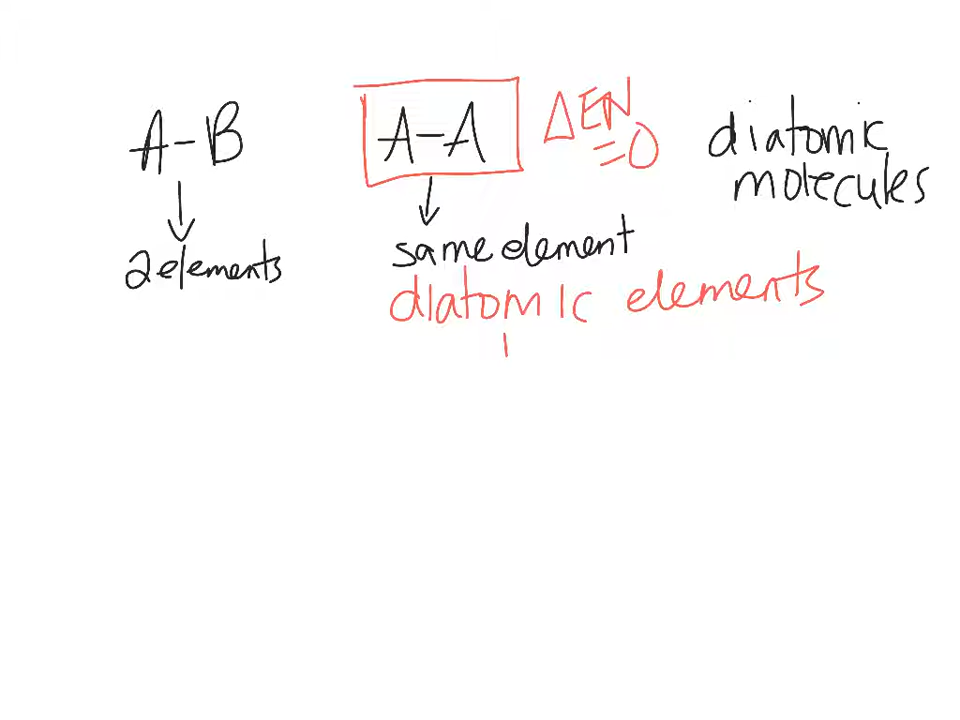 A-B
A-A
ΔEN
=0
diatomic
molecules
2 elements
same element
diatomic elements